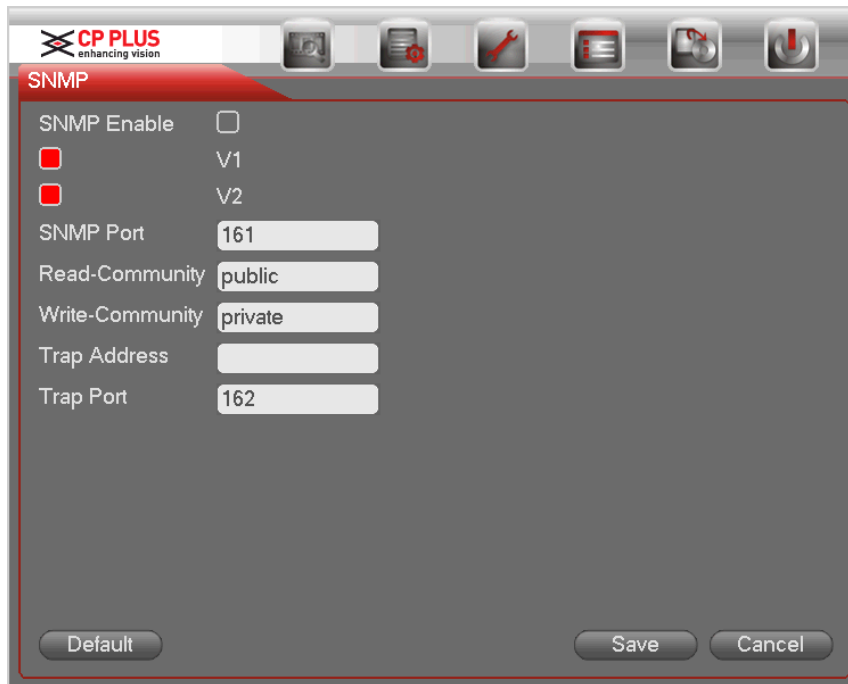 CP PLUS
enhancing vision
SNMP
SNMP Enable
V1
V2
SNMP Port 161
Read-Community public
Write-Community private
Trap Address
Trap Port 162
Default Save Cancel